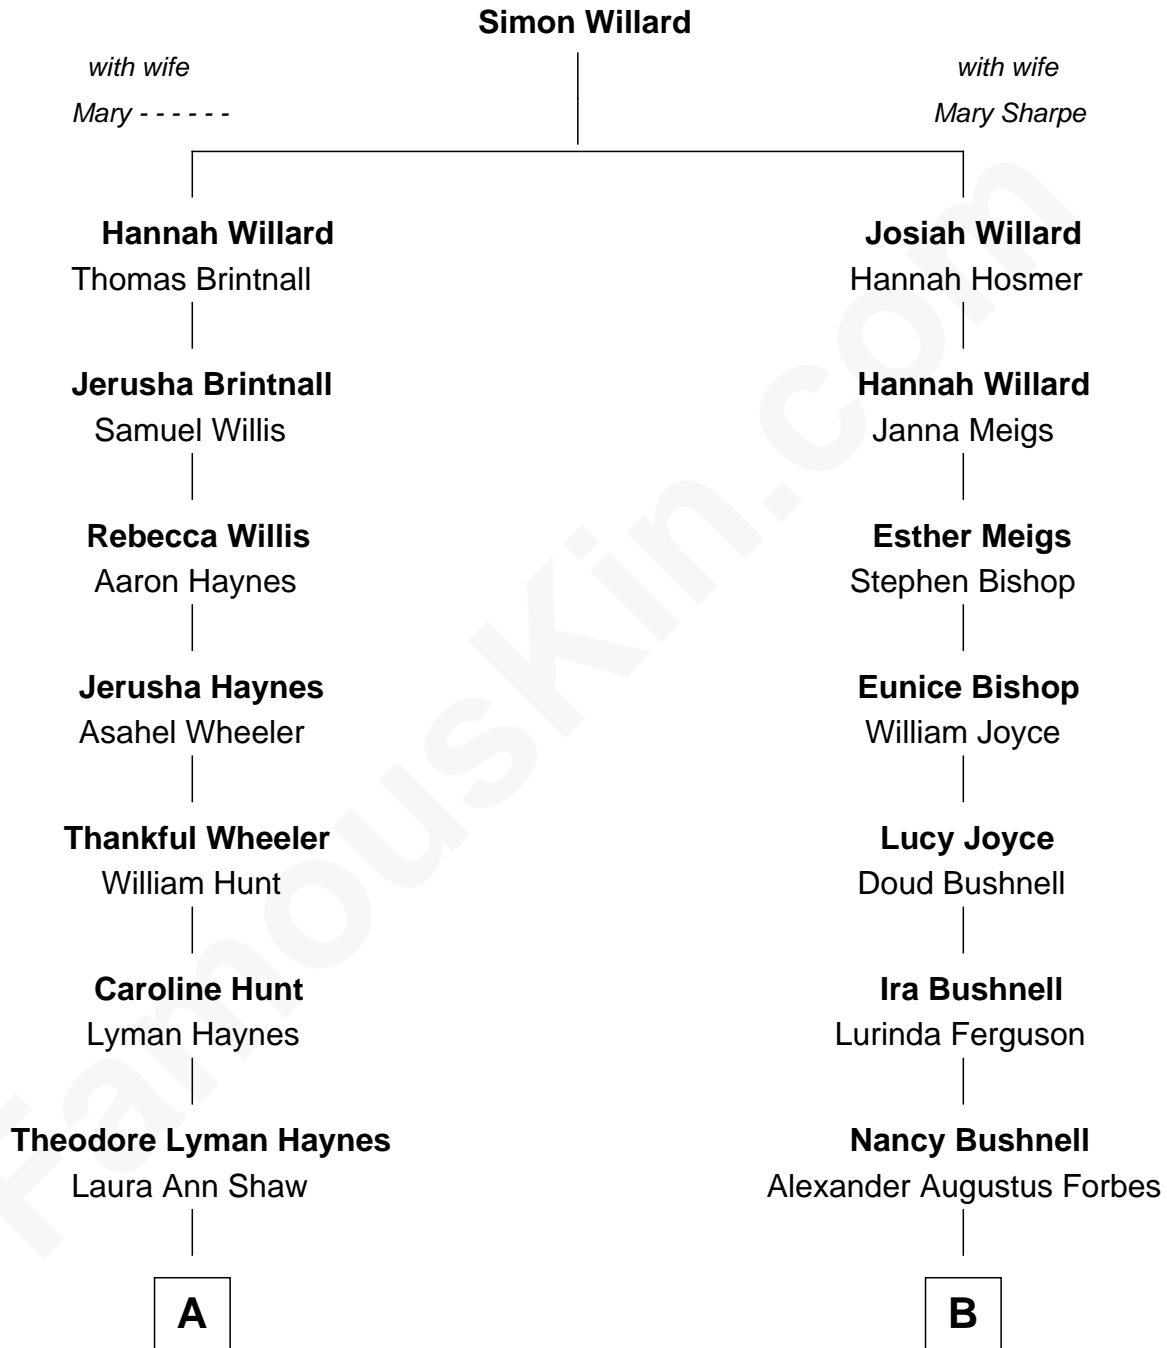 Simon Willard
with wife with wife
Mary - - - - - - Mary Sharpe
Hannah Willard Josiah Willard
Thomas Brintnall Hannah Hosmer
Jerusha Brintnall Hannah Willard
Samuel Willis Janna Meigs
Rebecca Willis Esther Meigs
Aaron Haynes Stephen Bishop
Jerusha Haynes Eunice Bishop
Asahel Wheeler William Joyce
Thankful Wheeler Lucy Joyce
William Hunt Doud Bushnell
Caroline Hunt Ira Bushnell
Lyman Haynes Lurinda Ferguson
Theodore Lyman Haynes Nancy Bushnell
Laura Ann Shaw Alexander Augustus Forbes
A B
FamousKin.com